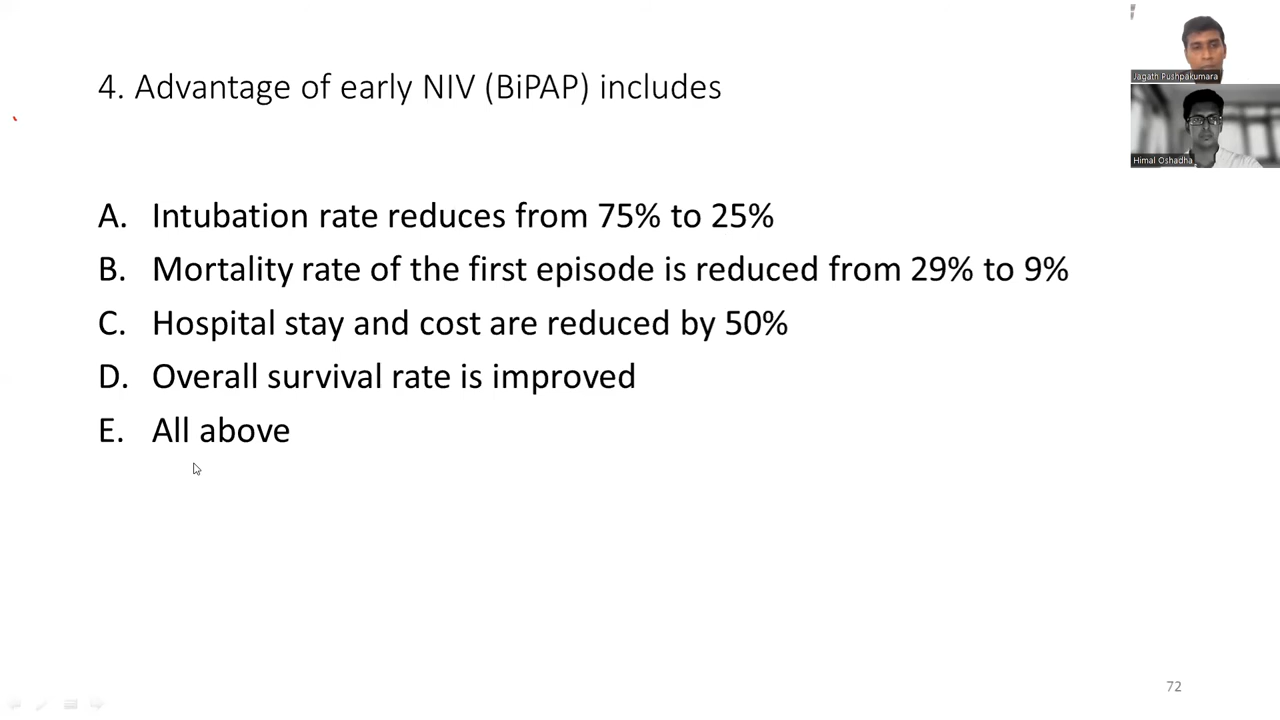 4. Advantage of early NIV (BiPAP) includes
A. Intubation rate reduces from 75% to 25%
B. Mortality rate of the first episode is reduced from 29% to 9%
C. Hospital stay and cost are reduced by 50%
D. Overall survival rate is improved
E. All above
Jagath Pushpakumara
Himal Oshadha
72